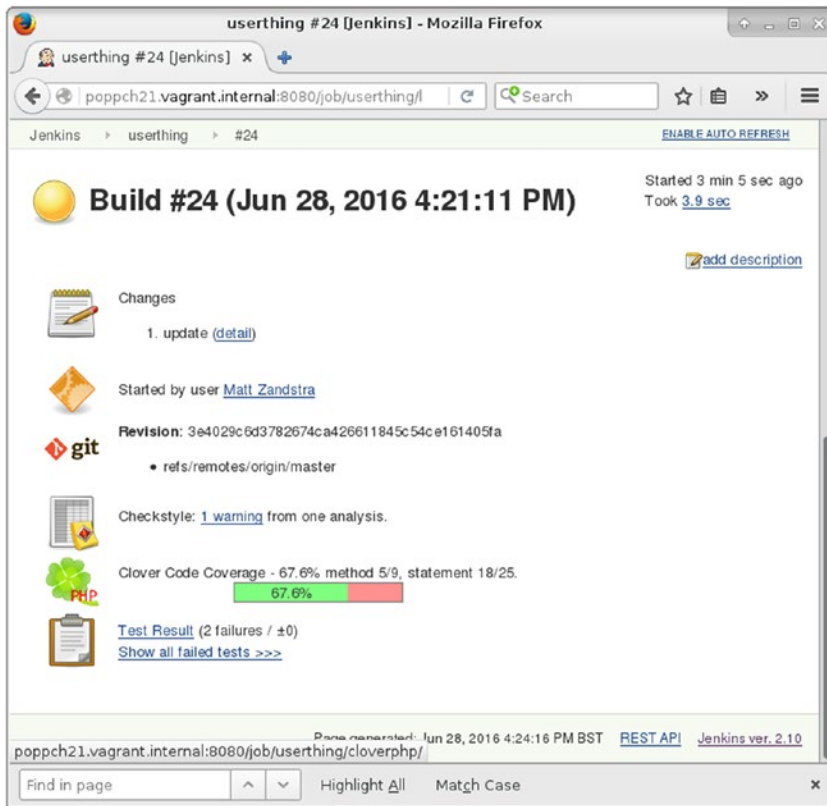 userthing #24 [Jenkins] - Mozilla Firefox
userthing #24 [Jenkins]
poppch21.vagrant.internal:8080/job/userthing/
Search
Jenkins userthing #24
ENABLE AUTO REFRESH
Build #24 (Jun 28, 2016 4:21:11 PM)
Started 3 min 5 sec ago
Took 3.9 sec
add description
Changes
1. update (detail)
Started by user Matt Zandstra
git
Revision: 3e4029c6d3782674ca426611845c54ce161405fa
• refs/remotes/origin/master
Checkstyle: 1 warning from one analysis.
PHP
Clover Code Coverage - 67.6% method 5/9, statement 18/25.
67.6%
Test Result (2 failures / ±0)
Show all failed tests >>>
Page generated: Jun 28, 2016 4:24:16 PM BST REST API Jenkins ver. 2.10
poppch21.vagrant.internal:8080/job/userthing/cloverphp/
Find in page
Highlight All
Match Case